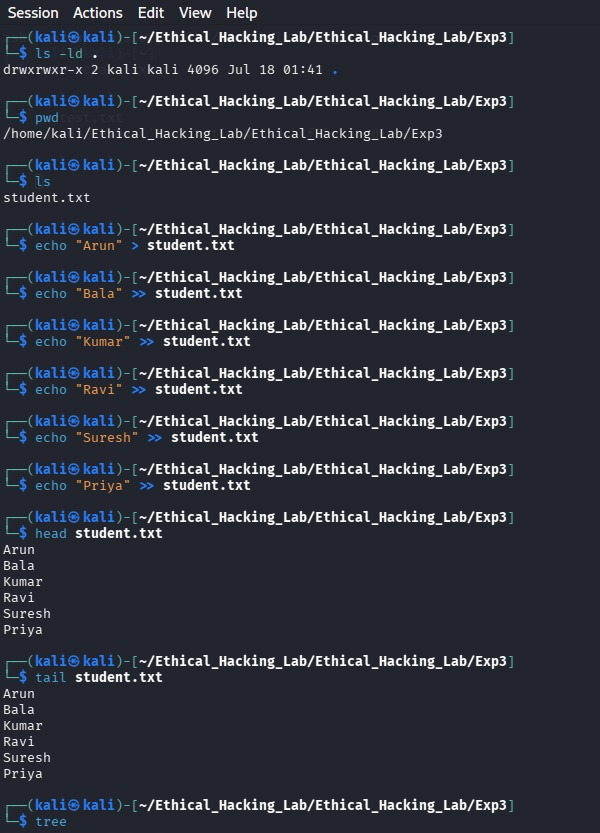 Session Actions Edit View Help
┌──(kali㉿kali)-[~/Ethical_Hacking_Lab/Ethical_Hacking_Lab/Exp3]
└─$ ls -ld .
drwxrwxr-x 2 kali kali 4096 Jul 18 01:41 .
┌──(kali㉿kali)-[~/Ethical_Hacking_Lab/Ethical_Hacking_Lab/Exp3]
└─$ pwd
/home/kali/Ethical_Hacking_Lab/Ethical_Hacking_Lab/Exp3
┌──(kali㉿kali)-[~/Ethical_Hacking_Lab/Ethical_Hacking_Lab/Exp3]
└─$ ls
student.txt
┌──(kali㉿kali)-[~/Ethical_Hacking_Lab/Ethical_Hacking_Lab/Exp3]
└─$ echo "Arun" > student.txt
┌──(kali㉿kali)-[~/Ethical_Hacking_Lab/Ethical_Hacking_Lab/Exp3]
└─$ echo "Bala" >> student.txt
┌──(kali㉿kali)-[~/Ethical_Hacking_Lab/Ethical_Hacking_Lab/Exp3]
└─$ echo "Kumar" >> student.txt
┌──(kali㉿kali)-[~/Ethical_Hacking_Lab/Ethical_Hacking_Lab/Exp3]
└─$ echo "Ravi" >> student.txt
┌──(kali㉿kali)-[~/Ethical_Hacking_Lab/Ethical_Hacking_Lab/Exp3]
└─$ echo "Suresh" >> student.txt
┌──(kali㉿kali)-[~/Ethical_Hacking_Lab/Ethical_Hacking_Lab/Exp3]
└─$ echo "Priya" >> student.txt
┌──(kali㉿kali)-[~/Ethical_Hacking_Lab/Ethical_Hacking_Lab/Exp3]
└─$ head student.txt
Arun
Bala
Kumar
Ravi
Suresh
Priya
┌──(kali㉿kali)-[~/Ethical_Hacking_Lab/Ethical_Hacking_Lab/Exp3]
└─$ tail student.txt
Arun
Bala
Kumar
Ravi
Suresh
Priya
┌──(kali㉿kali)-[~/Ethical_Hacking_Lab/Ethical_Hacking_Lab/Exp3]
└─$ tree